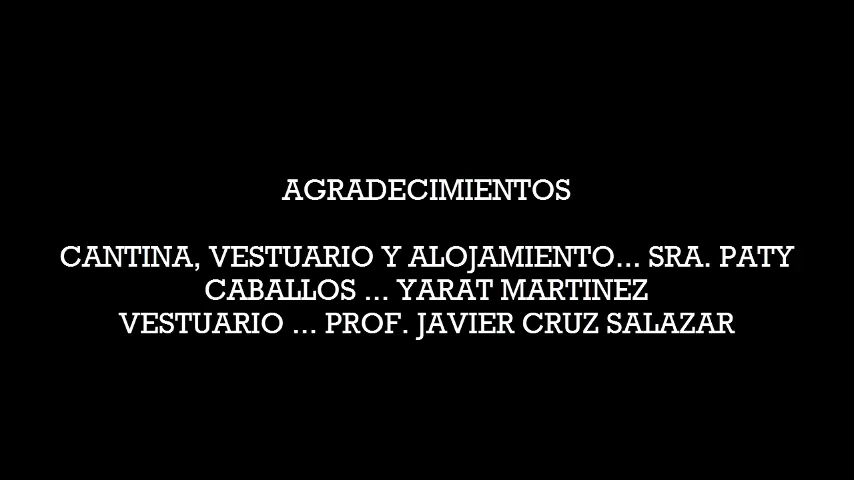 AGRADECIMIENTOS
CANTINA, VESTUARIO Y ALOJAMIENTO... SRA. PATY
CABALLOS ... YARAT MARTINEZ
VESTUARIO ... PROF. JAVIER CRUZ SALAZAR